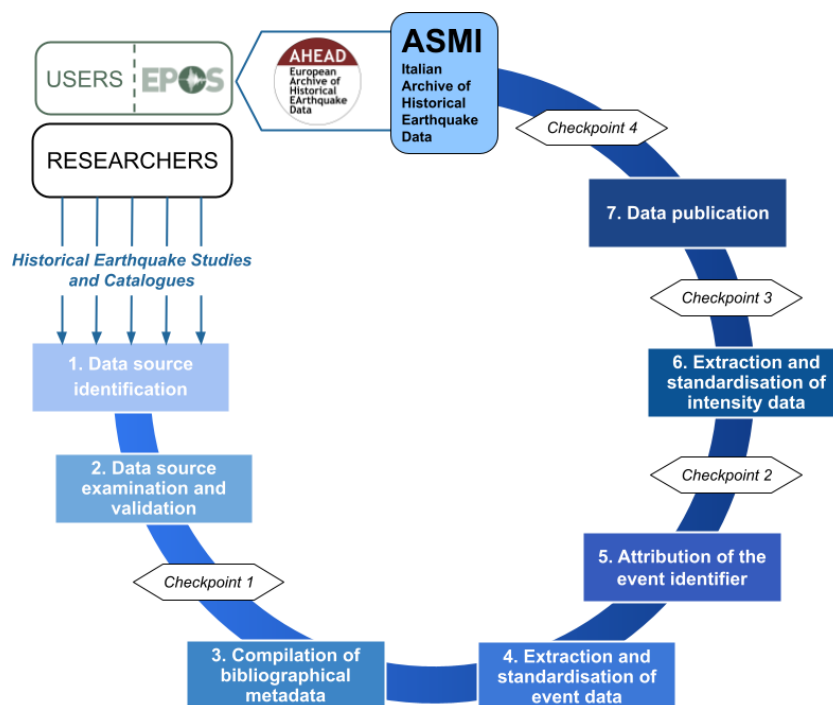 USERS
EPOS
AHEAD
European
Archive of
Historical
EArthquake
Data
ASMI
Italian
Archive of
Historical
Earthquake
Data
RESEARCHERS
Historical Earthquake Studies
and Catalogues
1. Data source
identification
2. Data source
examination and
validation
Checkpoint 1
3. Compilation of
bibliographical
metadata
4. Extraction and
standardisation of
event data
5. Attribution of the
event identifier
Checkpoint 2
6. Extraction and
standardisation of
intensity data
Checkpoint 3
7. Data publication
Checkpoint 4